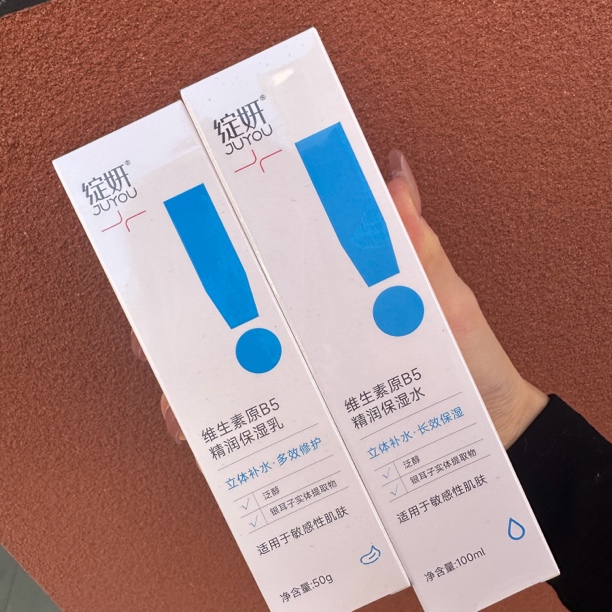 绽妍®
JUYOU
维生素原B5
精润保湿乳
立体补水·多效修护
泛醇
银耳子实体提取物
适用于敏感性肌肤
净含量:50g
绽妍®
JUYOU
维生素原B5
精润保湿水
立体补水·长效保湿
泛醇
银耳子实体提取物
适用于敏感性肌肤
净含量:100ml